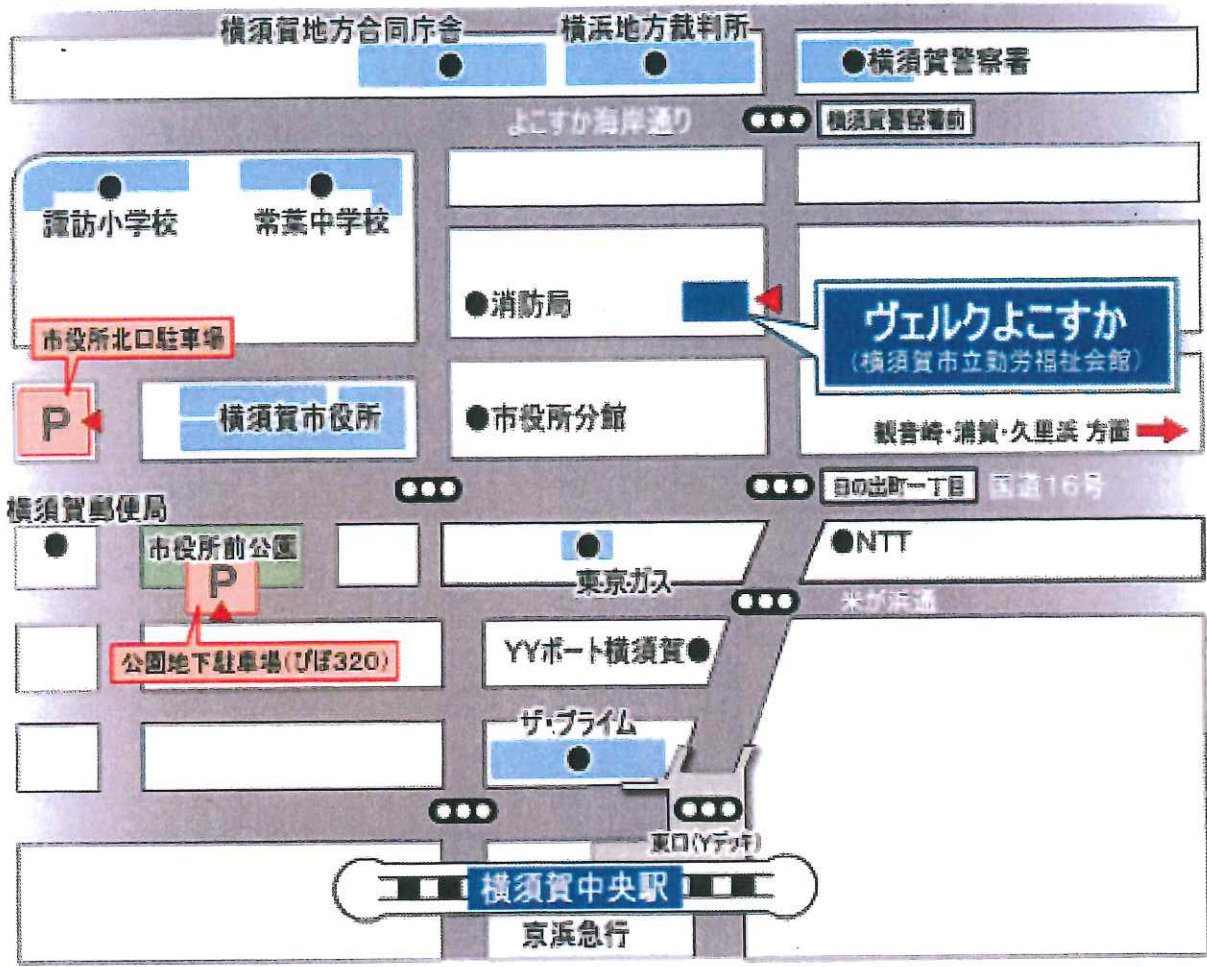 横須賀地方合同庁舎
横浜地方裁判所
横須賀警察署
よこすか海岸通り
横須賀警察署前
諏訪小学校
常葉中学校
消防局
ヴェルクよこすか
(横須賀市立勤労福祉会館)
市役所北口駐車場
P
横須賀市役所
市役所分館
観音崎・浦賀・久里浜 方面
日の出町一丁目
国道16号
横須賀郵便局
市役所前公園
P
東京ガス
NTT
米が浜通
公園地下駐車場(ぴぽ320)
YYポート横須賀
ザ・プライム
東口(Yデッキ)
横須賀中央駅
京浜急行